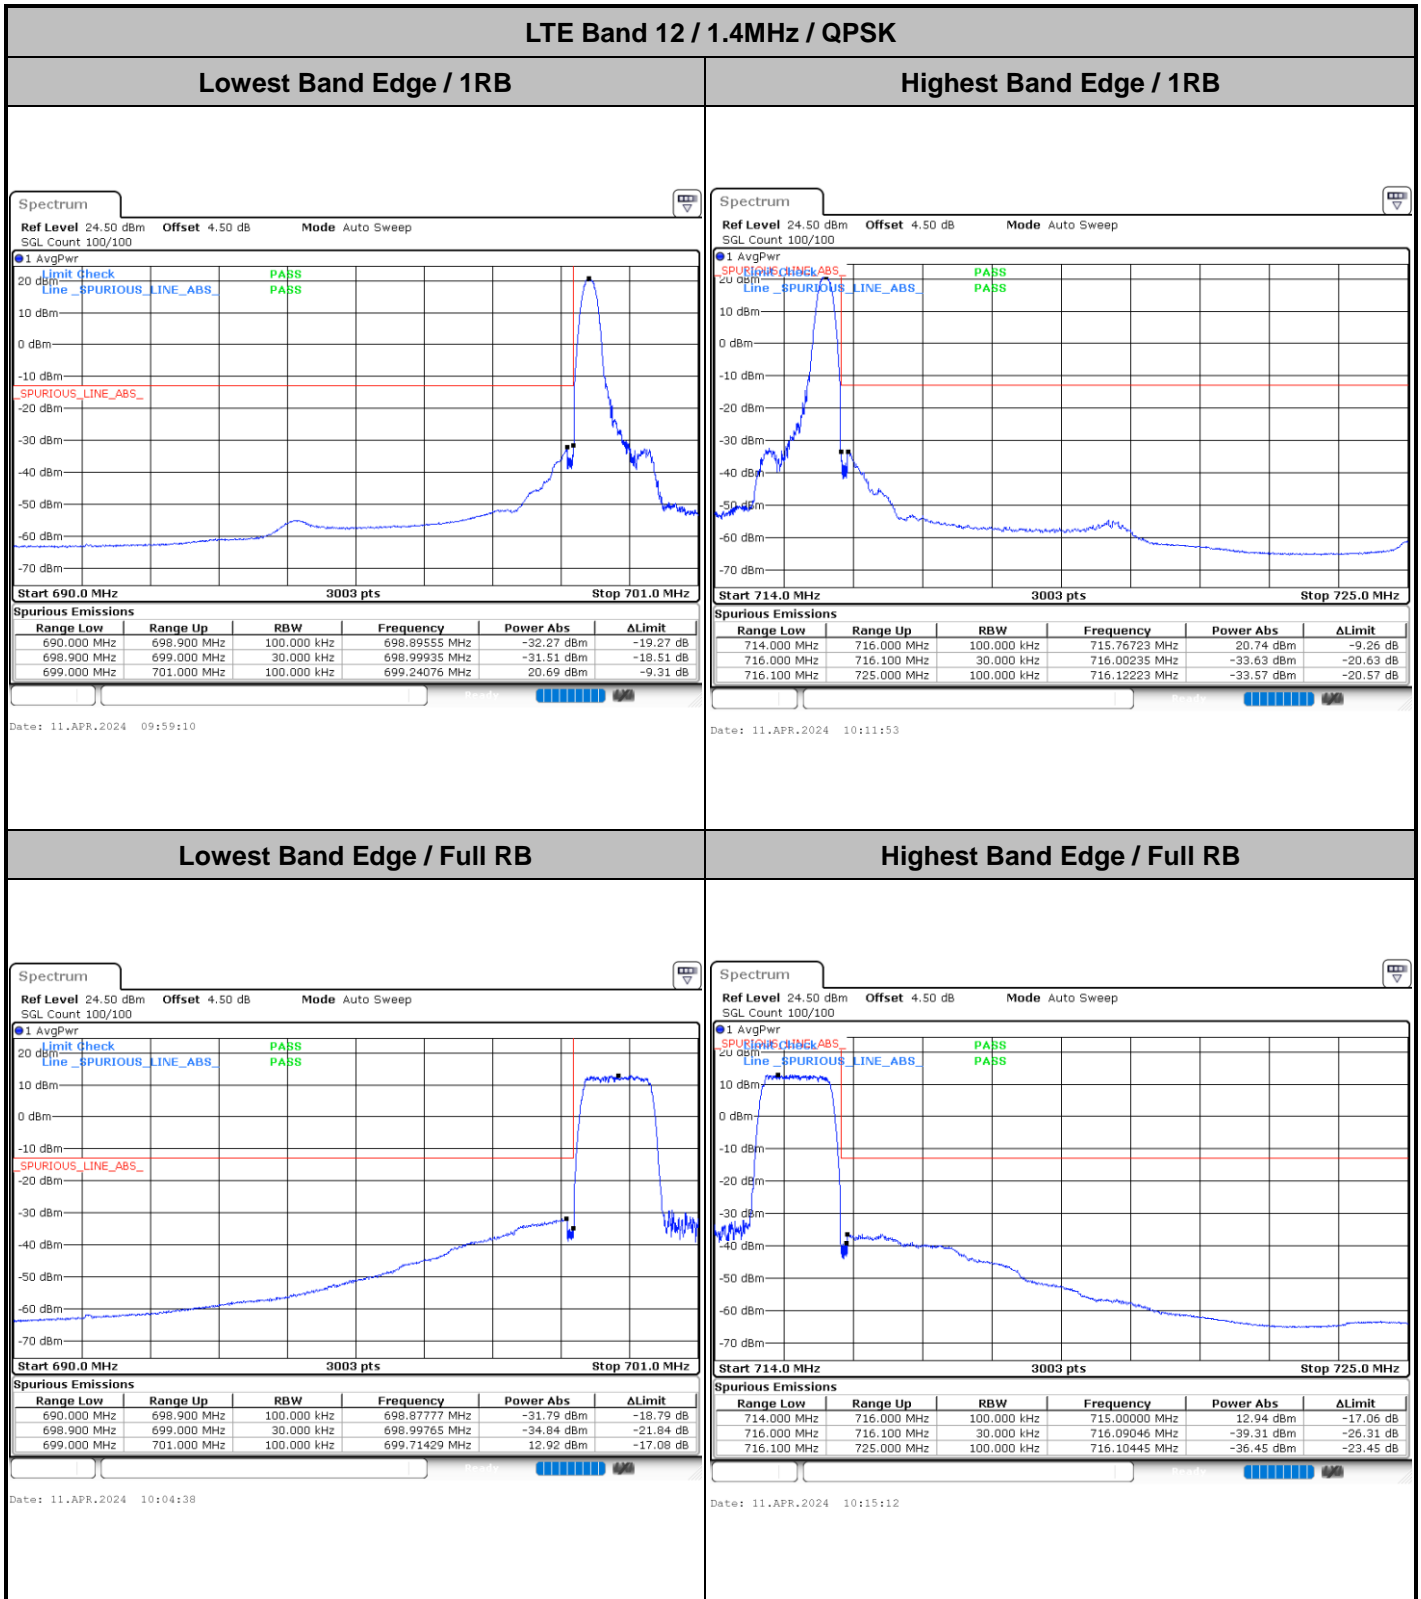 LTE Band 12 / 1.4MHz / QPSK
Lowest Band Edge / 1RB
Highest Band Edge / 1RB
Spectrum
Ref Level 24.50 dBm Offset 4.50 dB Mode Auto Sweep
SGL Count 100/100
1 AvgPwr
Limit Check PASS
20 dBm
Line _SPURIOUS_LINE_ABS_ PASS
10 dBm
0 dBm
-10 dBm
_SPURIOUS_LINE_ABS_
-20 dBm
-30 dBm
-40 dBm
-50 dBm
-60 dBm
-70 dBm
Start 690.0 MHz 3003 pts Stop 701.0 MHz
Spurious Emissions
Range Low Range Up RBW Frequency Power Abs ΔLimit
690.000 MHz 698.900 MHz 100.000 kHz 698.89555 MHz -32.27 dBm -19.27 dB
698.900 MHz 699.000 MHz 30.000 kHz 698.99935 MHz -31.51 dBm -18.51 dB
699.000 MHz 701.000 MHz 100.000 kHz 699.24076 MHz 20.69 dBm -9.31 dB
Ready
Date: 11.APR.2024 09:59:10
Spectrum
Ref Level 24.50 dBm Offset 4.50 dB Mode Auto Sweep
SGL Count 100/100
1 AvgPwr
_SPURIOUS_LINE_ABS_
Limit Check PASS
20 dBm
Line _SPURIOUS_LINE_ABS_ PASS
10 dBm
0 dBm
-10 dBm
-20 dBm
-30 dBm
-40 dBm
-50 dBm
-60 dBm
-70 dBm
Start 714.0 MHz 3003 pts Stop 725.0 MHz
Spurious Emissions
Range Low Range Up RBW Frequency Power Abs ΔLimit
714.000 MHz 716.000 MHz 100.000 kHz 715.76723 MHz 20.74 dBm -9.26 dB
716.000 MHz 716.100 MHz 30.000 kHz 716.00235 MHz -33.63 dBm -20.63 dB
716.100 MHz 725.000 MHz 100.000 kHz 716.12223 MHz -33.57 dBm -20.57 dB
Ready
Date: 11.APR.2024 10:11:53
Lowest Band Edge / Full RB
Highest Band Edge / Full RB
Spectrum
Ref Level 24.50 dBm Offset 4.50 dB Mode Auto Sweep
SGL Count 100/100
1 AvgPwr
Limit Check PASS
20 dBm
Line _SPURIOUS_LINE_ABS_ PASS
10 dBm
0 dBm
-10 dBm
_SPURIOUS_LINE_ABS_
-20 dBm
-30 dBm
-40 dBm
-50 dBm
-60 dBm
-70 dBm
Start 690.0 MHz 3003 pts Stop 701.0 MHz
Spurious Emissions
Range Low Range Up RBW Frequency Power Abs ΔLimit
690.000 MHz 698.900 MHz 100.000 kHz 698.87777 MHz -31.79 dBm -18.79 dB
698.900 MHz 699.000 MHz 30.000 kHz 698.99765 MHz -34.84 dBm -21.84 dB
699.000 MHz 701.000 MHz 100.000 kHz 699.71429 MHz 12.92 dBm -17.08 dB
Ready
Date: 11.APR.2024 10:04:38
Spectrum
Ref Level 24.50 dBm Offset 4.50 dB Mode Auto Sweep
SGL Count 100/100
1 AvgPwr
_SPURIOUS_LINE_ABS_
Limit Check PASS
20 dBm
Line _SPURIOUS_LINE_ABS_ PASS
10 dBm
0 dBm
-10 dBm
-20 dBm
-30 dBm
-40 dBm
-50 dBm
-60 dBm
-70 dBm
Start 714.0 MHz 3003 pts Stop 725.0 MHz
Spurious Emissions
Range Low Range Up RBW Frequency Power Abs ΔLimit
714.000 MHz 716.000 MHz 100.000 kHz 715.00000 MHz 12.94 dBm -17.06 dB
716.000 MHz 716.100 MHz 30.000 kHz 716.09046 MHz -39.31 dBm -26.31 dB
716.100 MHz 725.000 MHz 100.000 kHz 716.10445 MHz -36.45 dBm -23.45 dB
Ready
Date: 11.APR.2024 10:15:12